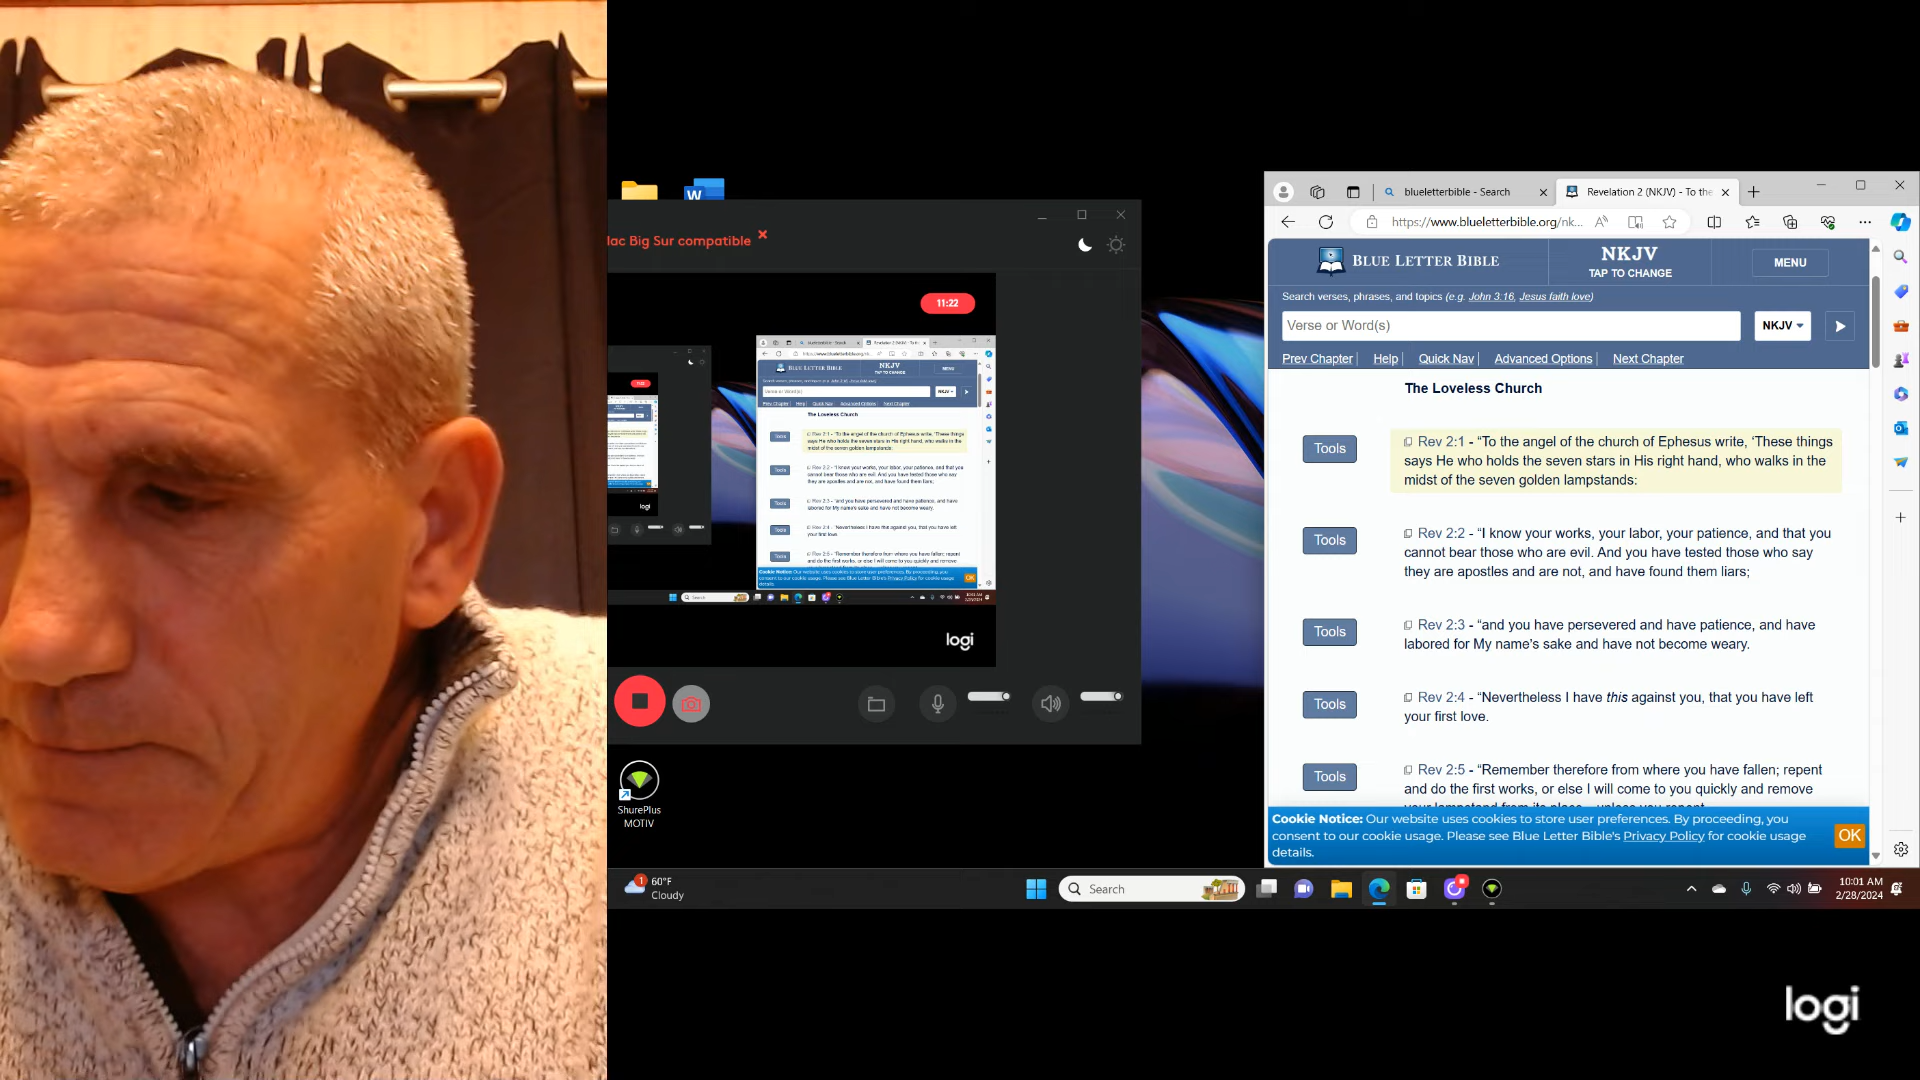 W
lac Big Sur compatible
11:22
BLUE LETTER BIBLE
NKJV
MENU
The Loveless Church
logi
logi
ShurePlus
MOTIV
1
60°F
Cloudy
Search
10:01 AM
2/28/2024
blueletterbible - Search
Revelation 2 (NKJV) - To the
https://www.blueletterbible.org/nk...
BLUE LETTER BIBLE
NKJV
TAP TO CHANGE
MENU
Search verses, phrases, and topics (e.g. John 3:16, Jesus faith love)
Verse or Word(s)
NKJV
Prev Chapter Help Quick Nav Advanced Options Next Chapter
The Loveless Church
Tools
Rev 2:1 - “To the angel of the church of Ephesus write, ‘These things
says He who holds the seven stars in His right hand, who walks in the
midst of the seven golden lampstands:
Tools
Rev 2:2 - “I know your works, your labor, your patience, and that you
cannot bear those who are evil. And you have tested those who say
they are apostles and are not, and have found them liars;
Tools
Rev 2:3 - “and you have persevered and have patience, and have
labored for My name’s sake and have not become weary.
Tools
Rev 2:4 - “Nevertheless I have this against you, that you have left
your first love.
Tools
Rev 2:5 - “Remember therefore from where you have fallen; repent
and do the first works, or else I will come to you quickly and remove
Cookie Notice: Our website uses cookies to store user preferences. By proceeding, you
consent to our cookie usage. Please see Blue Letter Bible's Privacy Policy for cookie usage
details.
OK
logi